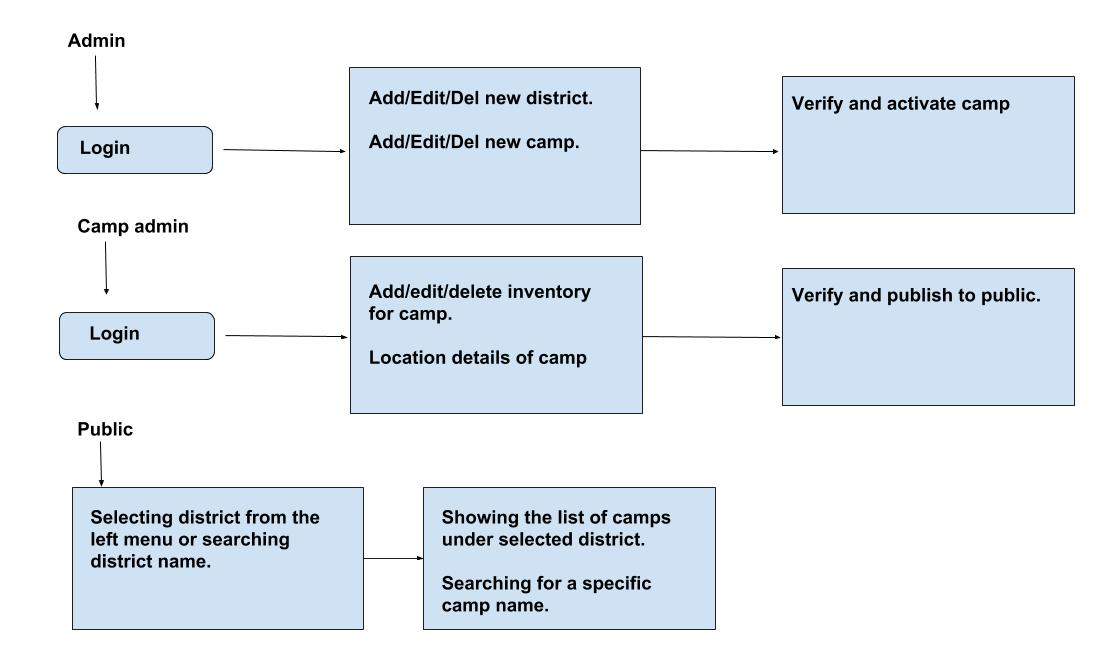 Admin
Login
Add/Edit/Del new district.
Add/Edit/Del new camp.
Verify and activate camp
Camp admin
Login
Add/edit/delete inventory
for camp.
Location details of camp
Verify and publish to public.
Public
Selecting district from the
left menu or searching
district name.
Showing the list of camps
under selected district.
Searching for a specific
camp name.